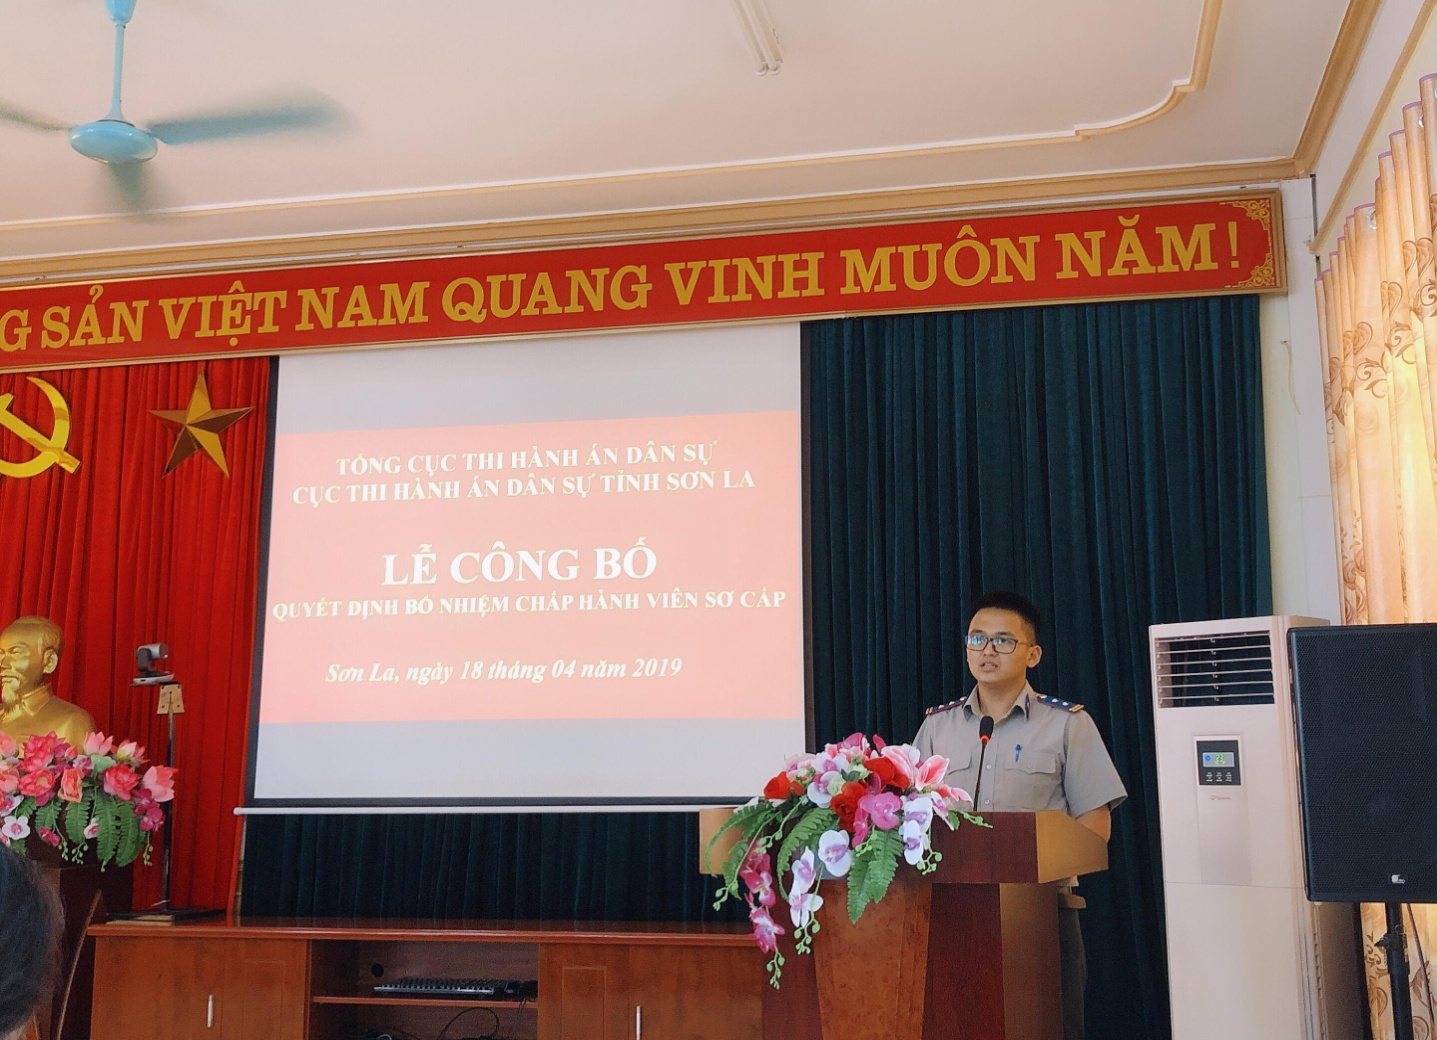 G SẢN VIỆT NAM QUANG VINH MUÔN NĂM!
TỔNG CỤC THI HÀNH ÁN DÂN SỰ
CỤC THI HÀNH ÁN DÂN SỰ TỈNH SƠN LA
LỄ CÔNG BỐ
QUYẾT ĐỊNH BỔ NHIỆM CHẤP HÀNH VIÊN SƠ CẤP
Sơn La, ngày 18 tháng 04 năm 2019